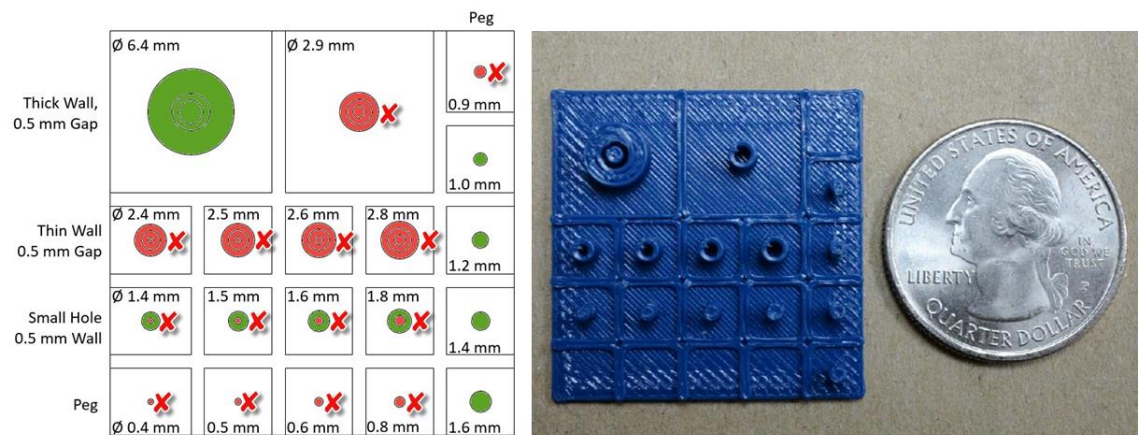 Peg
Ø 6.4 mm
Ø 2.9 mm
0.9 mm
Thick Wall,
0.5 mm Gap
1.0 mm
Thin Wall
0.5 mm Gap
Ø 2.4 mm
2.5 mm
2.6 mm
2.8 mm
1.2 mm
Small Hole
0.5 mm Wall
Ø 1.4 mm
1.5 mm
1.6 mm
1.8 mm
1.4 mm
Peg
Ø 0.4 mm
0.5 mm
0.6 mm
0.8 mm
1.6 mm
UNITED STATES OF AMERICA
LIBERTY
IN
GOD WE
TRUST
P
QUARTER DOLLAR